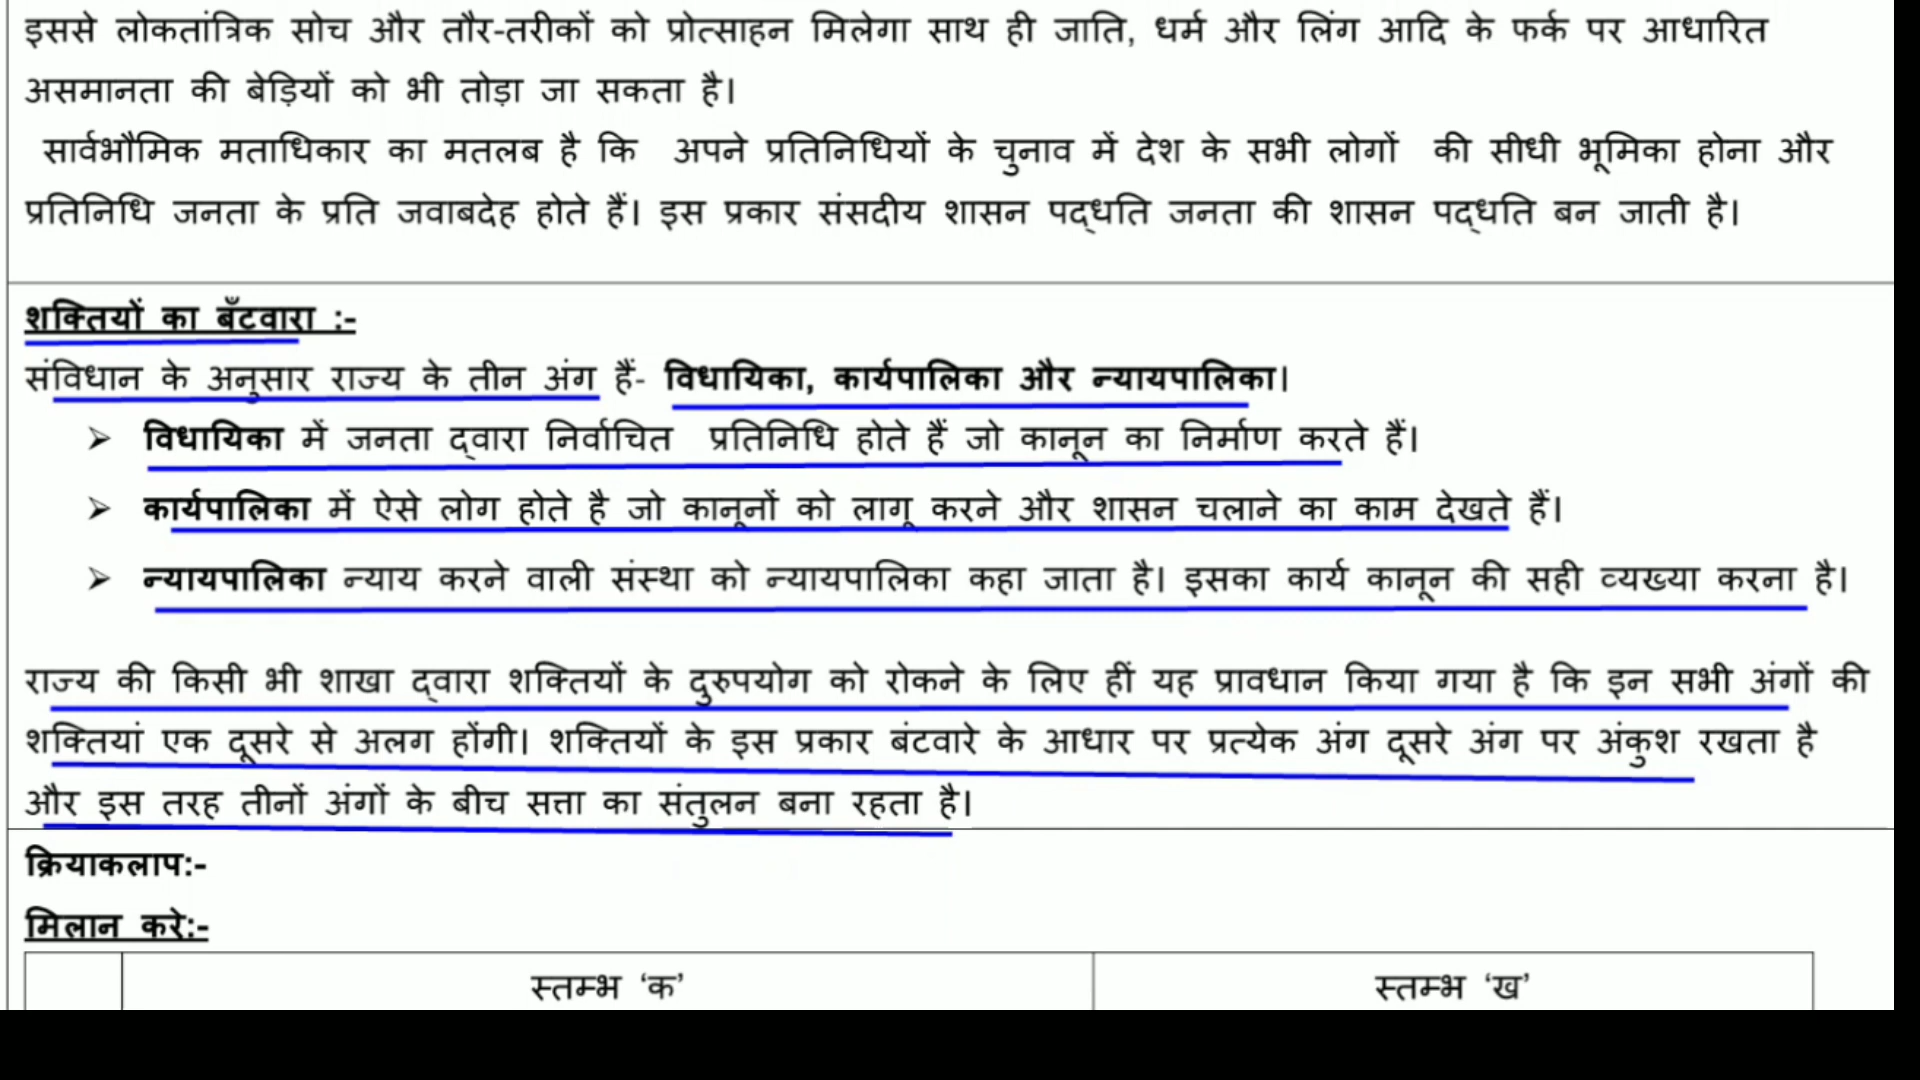 इससे लोकतांत्रिक सोच और तौर-तरीकों को प्रोत्साहन मिलेगा साथ ही जाति, धर्म और लिंग आदि के फर्क पर आधारित
असमानता की बेड़ियों को भी तोड़ा जा सकता है।
सार्वभौमिक मताधिकार का मतलब है कि अपने प्रतिनिधियों के चुनाव में देश के सभी लोगों की सीधी भूमिका होना और
प्रतिनिधि जनता के प्रति जवाबदेह होते हैं। इस प्रकार संसदीय शासन पद्धति जनता की शासन पद्धति बन जाती है।
शक्तियों का बँटवारा :-
संविधान के अनुसार राज्य के तीन अंग हैं- विधायिका, कार्यपालिका और न्यायपालिका।
➢ विधायिका में जनता द्वारा निर्वाचित प्रतिनिधि होते हैं जो कानून का निर्माण करते हैं।
➢ कार्यपालिका में ऐसे लोग होते है जो कानूनों को लागू करने और शासन चलाने का काम देखते हैं।
➢ न्यायपालिका न्याय करने वाली संस्था को न्यायपालिका कहा जाता है। इसका कार्य कानून की सही व्यख्या करना है।
राज्य की किसी भी शाखा द्वारा शक्तियों के दुरुपयोग को रोकने के लिए हीं यह प्रावधान किया गया है कि इन सभी अंगों की
शक्तियां एक दूसरे से अलग होंगी। शक्तियों के इस प्रकार बंटवारे के आधार पर प्रत्येक अंग दूसरे अंग पर अंकुश रखता है
और इस तरह तीनों अंगों के बीच सत्ता का संतुलन बना रहता है।
क्रियाकलाप:-
मिलान करे:-
स्तम्भ ‘क’ स्तम्भ ‘ख’